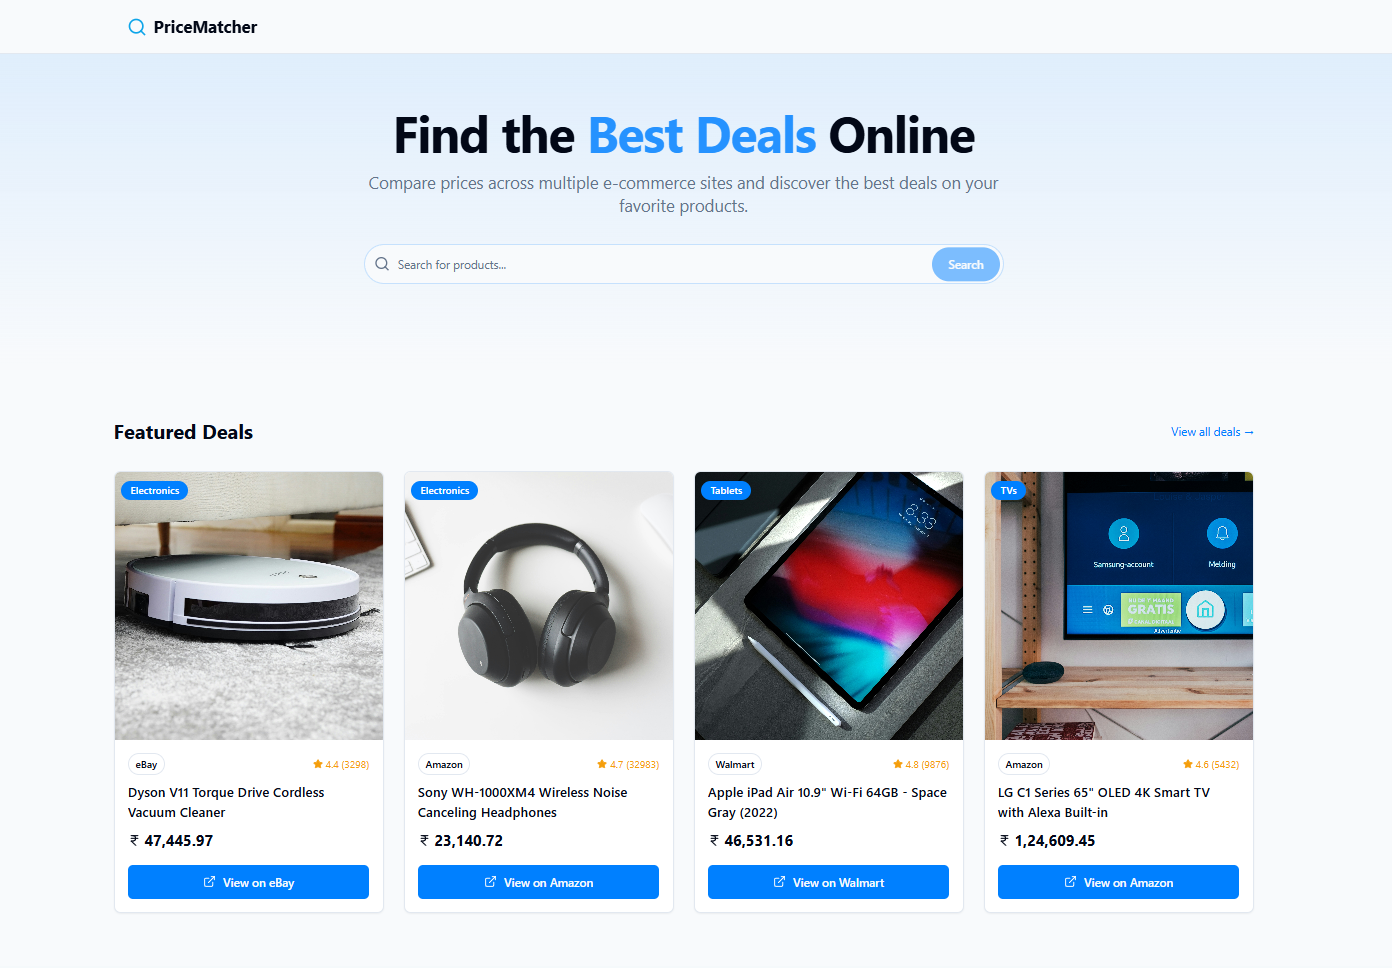 PriceMatcher
Find the Best Deals Online
Compare prices across multiple e-commerce sites and discover the best deals on your
favorite products.
Search for products...
Search
Featured Deals
View all deals →
Electronics
Electronics
Tablets
TVs
8:33
Samsung-account
Melding
GRATIS
eBay
4.4 (3298)
Dyson V11 Torque Drive Cordless
Vacuum Cleaner
₹ 47,445.97
View on eBay
Amazon
4.7 (32983)
Sony WH-1000XM4 Wireless Noise
Canceling Headphones
₹ 23,140.72
View on Amazon
Walmart
4.8 (9876)
Apple iPad Air 10.9" Wi-Fi 64GB - Space
Gray (2022)
₹ 46,531.16
View on Walmart
Amazon
4.6 (5432)
LG C1 Series 65" OLED 4K Smart TV
with Alexa Built-in
₹ 1,24,609.45
View on Amazon